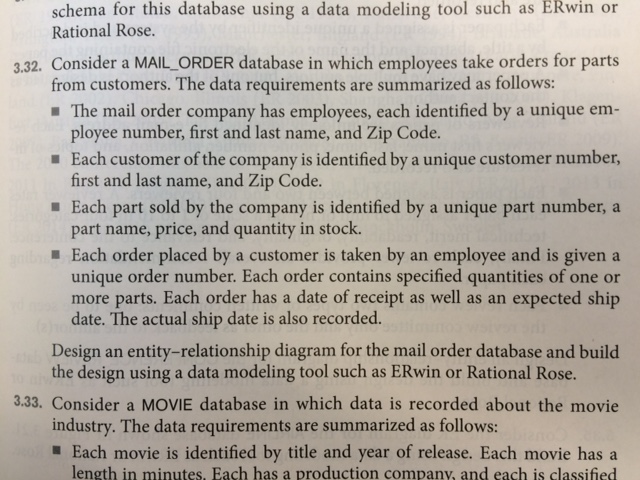 schema for this database using a data modeling tool such as ERwin or
Rational Rose.
3.32. Consider a MAIL_ORDER database in which employees take orders for parts
from customers. The data requirements are summarized as follows:
■ The mail order company has employees, each identified by a unique em-
ployee number, first and last name, and Zip Code.
■ Each customer of the company is identified by a unique customer number,
first and last name, and Zip Code.
■ Each part sold by the company is identified by a unique part number, a
part name, price, and quantity in stock.
■ Each order placed by a customer is taken by an employee and is given a
unique order number. Each order contains specified quantities of one or
more parts. Each order has a date of receipt as well as an expected ship
date. The actual ship date is also recorded.
Design an entity–relationship diagram for the mail order database and build
the design using a data modeling tool such as ERwin or Rational Rose.
3.33. Consider a MOVIE database in which data is recorded about the movie
industry. The data requirements are summarized as follows:
■ Each movie is identified by title and year of release. Each movie has a
length in minutes. Each has a production company, and each is classified